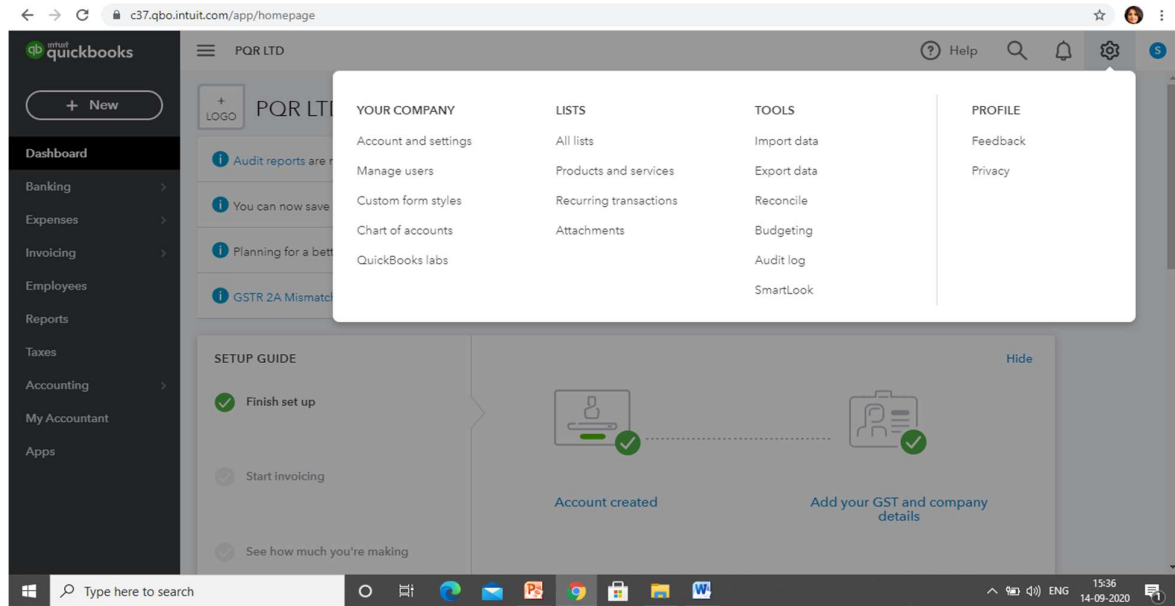 c37.qbo.intuit.com/app/homepage
qb intuit quickbooks
PQR LTD
Help
S
+ New
+ LOGO
PQR LT
Dashboard
Banking
Expenses
Invoicing
Employees
Reports
Taxes
Accounting
My Accountant
Apps
Audit reports are
You can now save
Planning for a
GSTR 2A
YOUR COMPANY
Account and settings
Manage users
Custom form styles
Chart of accounts
QuickBooks labs
LISTS
All lists
Products and services
Recurring transactions
Attachments
TOOLS
Import data
Export data
Reconcile
Budgeting
Audit log
SmartLook
PROFILE
Feedback
Privacy
SETUP GUIDE
Hide
Finish set up
Start invoicing
See how much you're making
Account created
Add your GST and company
details
Type here to search
ENG
15:36
14-09-2020
1